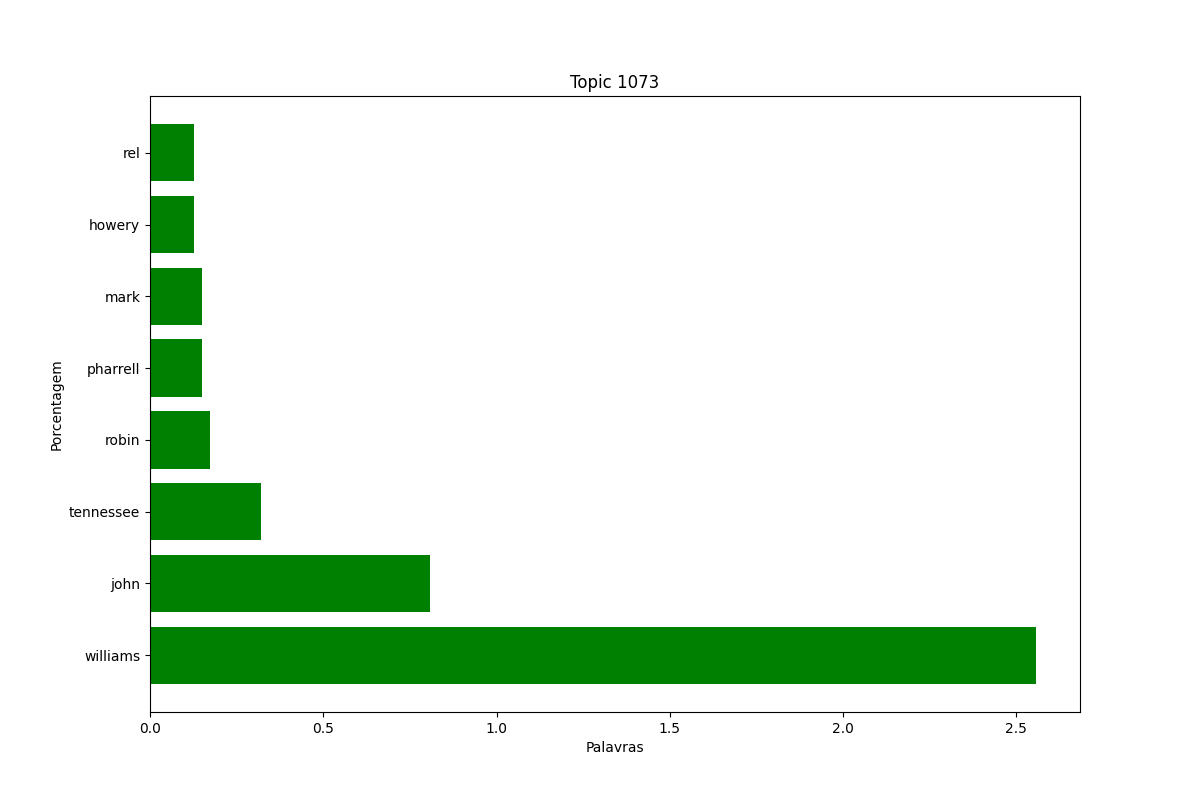 Topic 1073
rel
howery
mark
pharrell
robin
tennessee
john
williams
Porcentagem
0.0 0.5 1.0 1.5 2.0 2.5
Palavras